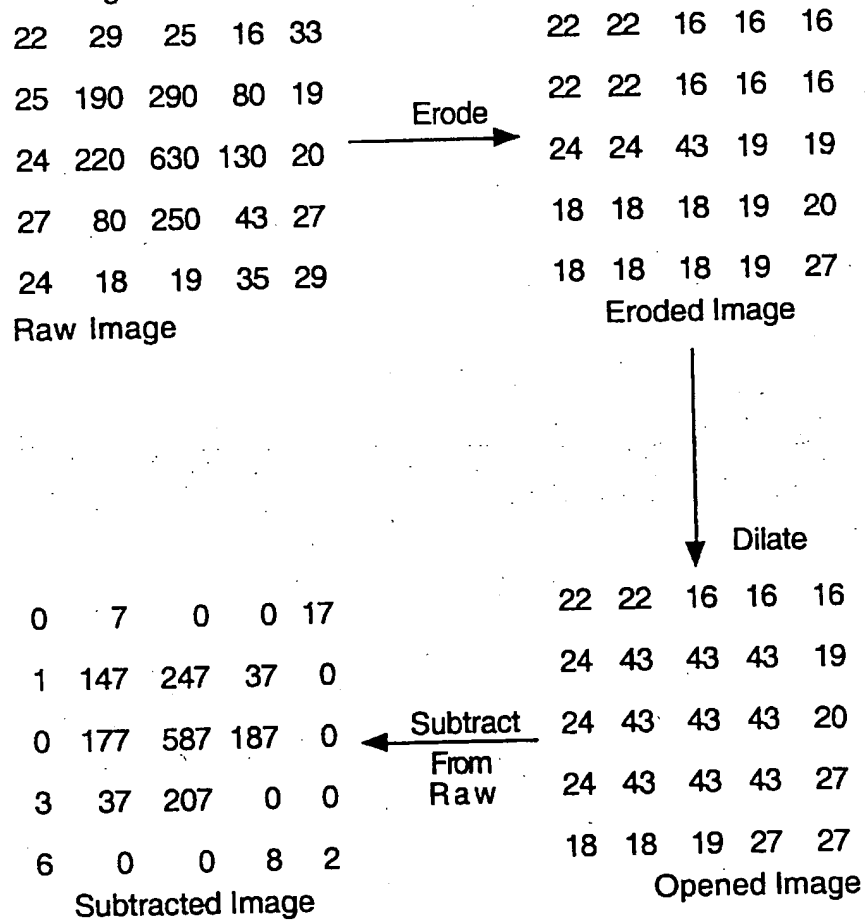 22 29 25 16 33
25 190 290 80 19
24 220 630 130 20
27 80 250 43 27
24 18 19 35 29
Raw Image
Erode
22 22 16 16 16
22 22 16 16 16
24 24 43 19 19
18 18 18 19 20
18 18 18 19 27
Eroded Image
Dilate
22 22 16 16 16
24 43 43 43 19
24 43 43 43 20
24 43 43 43 27
18 18 19 27 27
Opened Image
Subtract
From
Raw
0 7 0 0 17
1 147 247 37 0
0 177 587 187 0
3 37 207 0 0
6 0 0 8 2
Subtracted Image